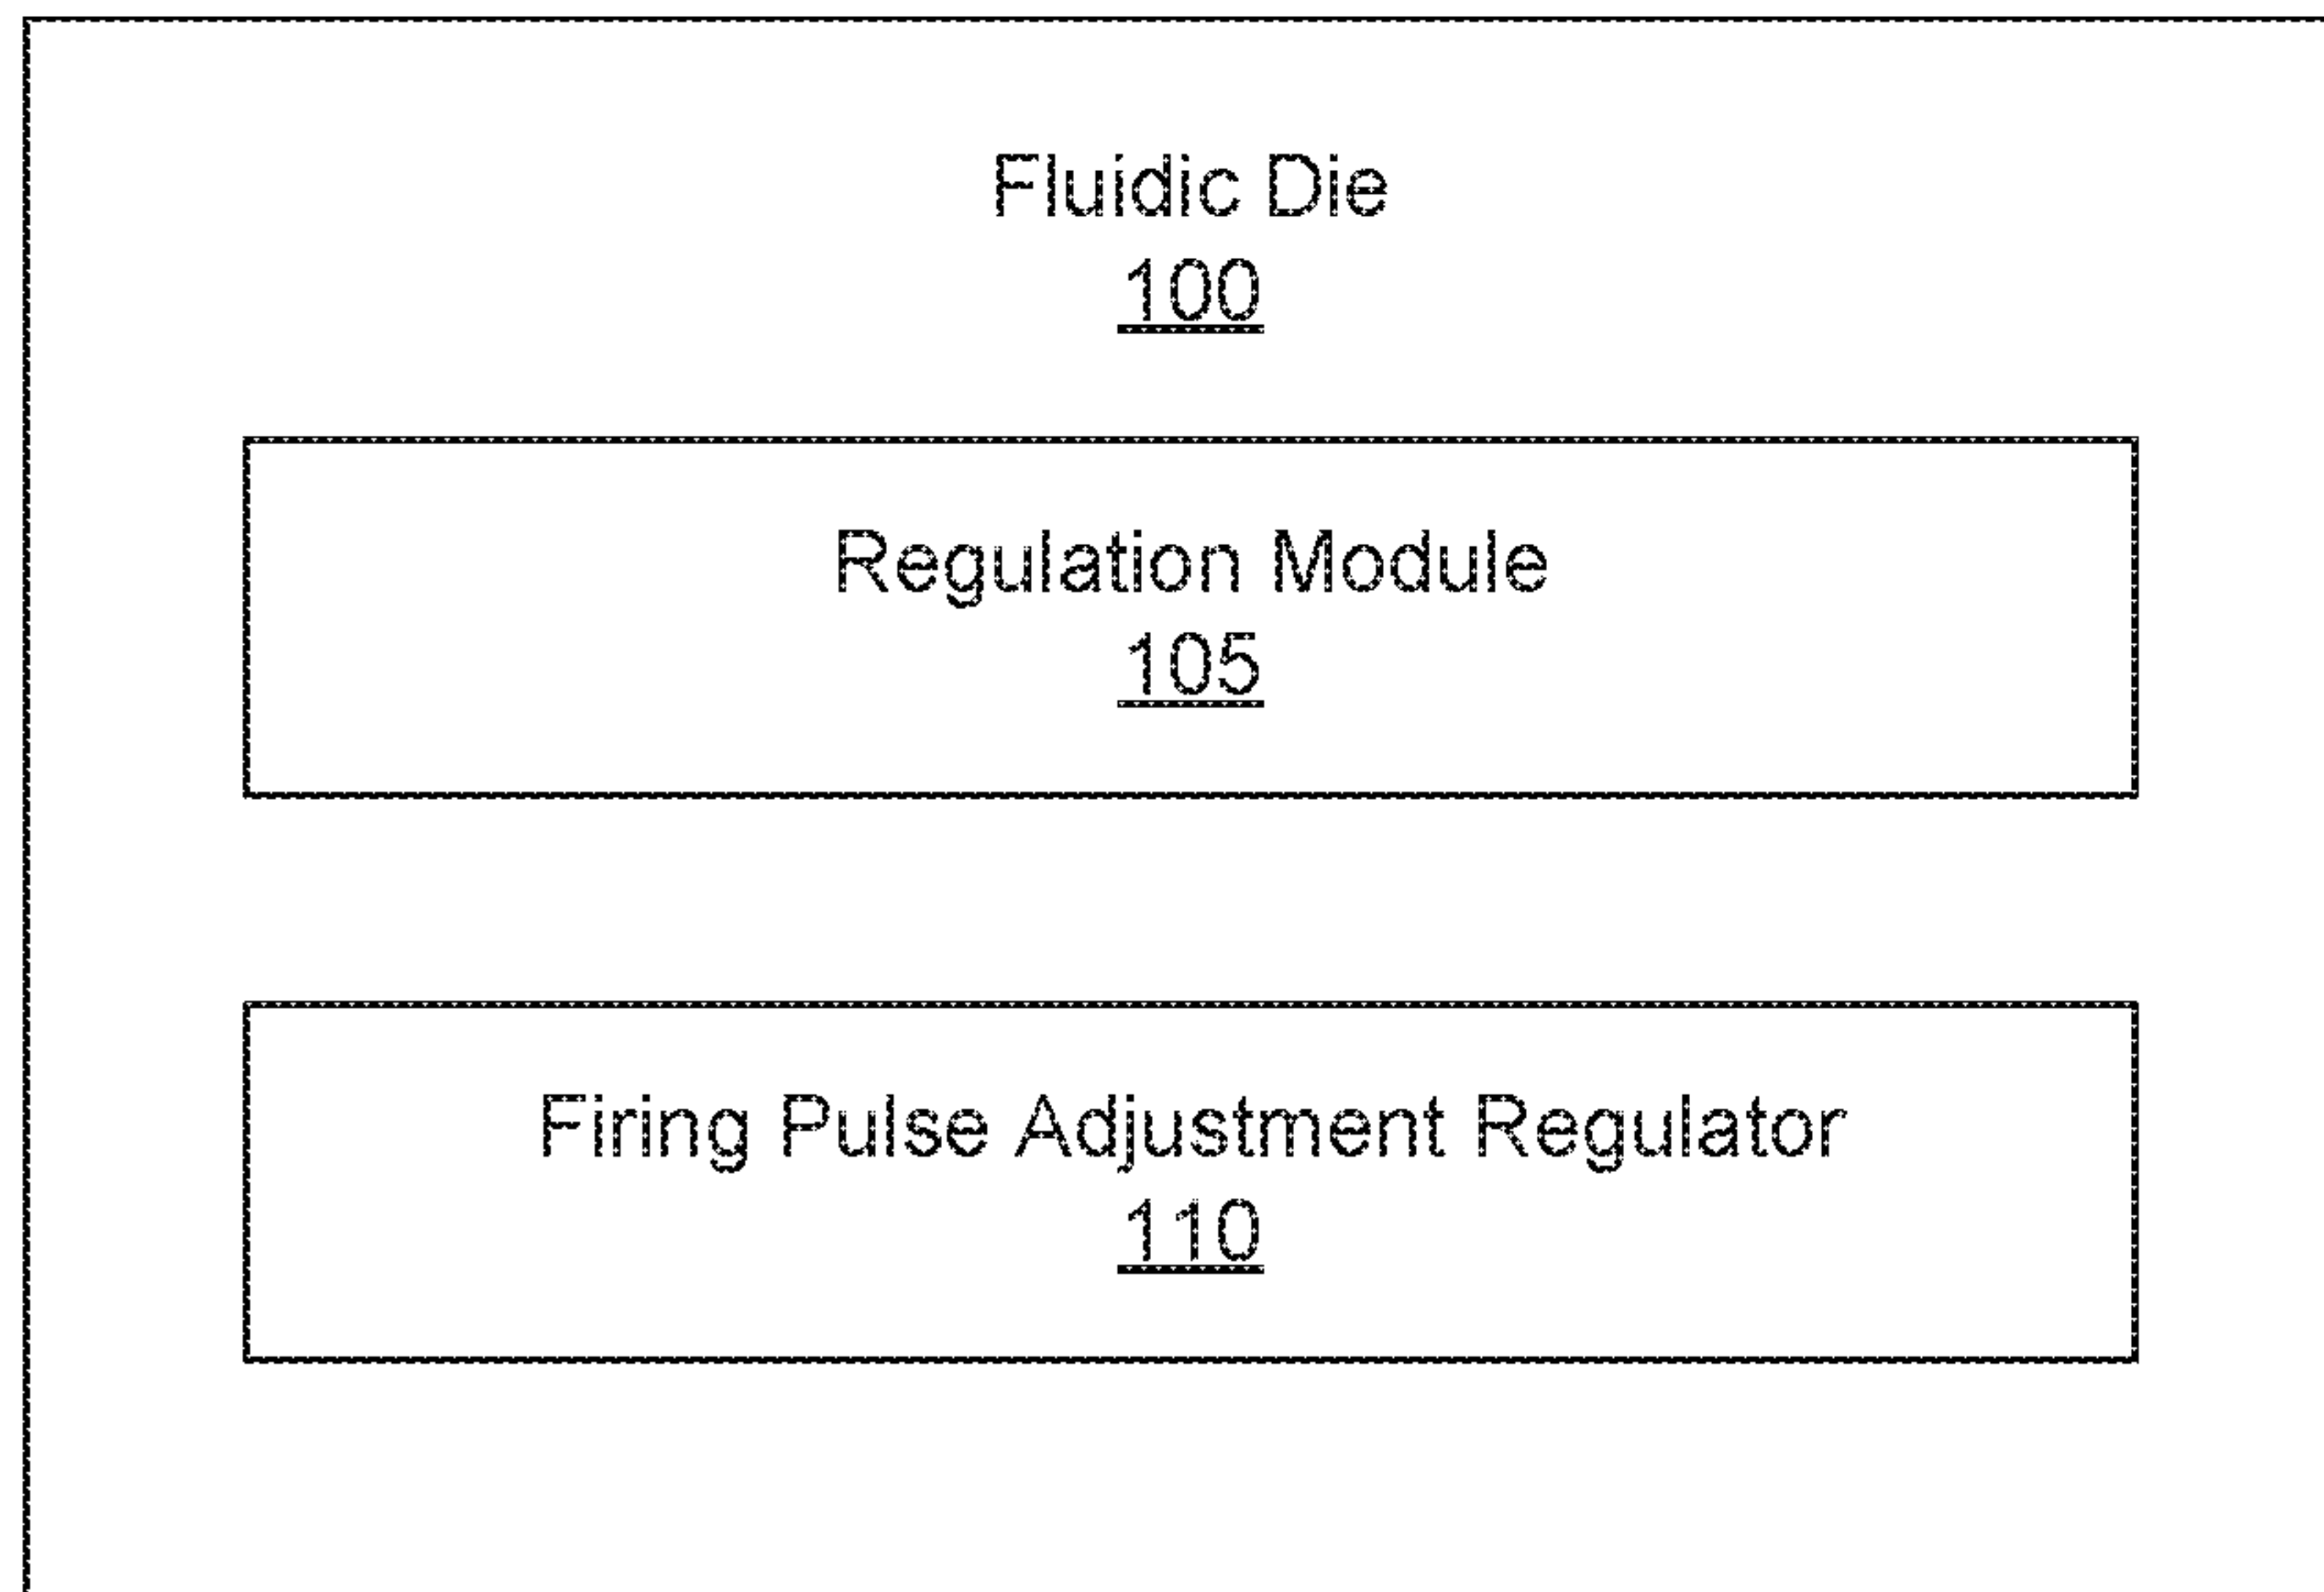 Fluidic Die
100
Regulation Module
105
Firing Pulse Adjustment Regulator
110